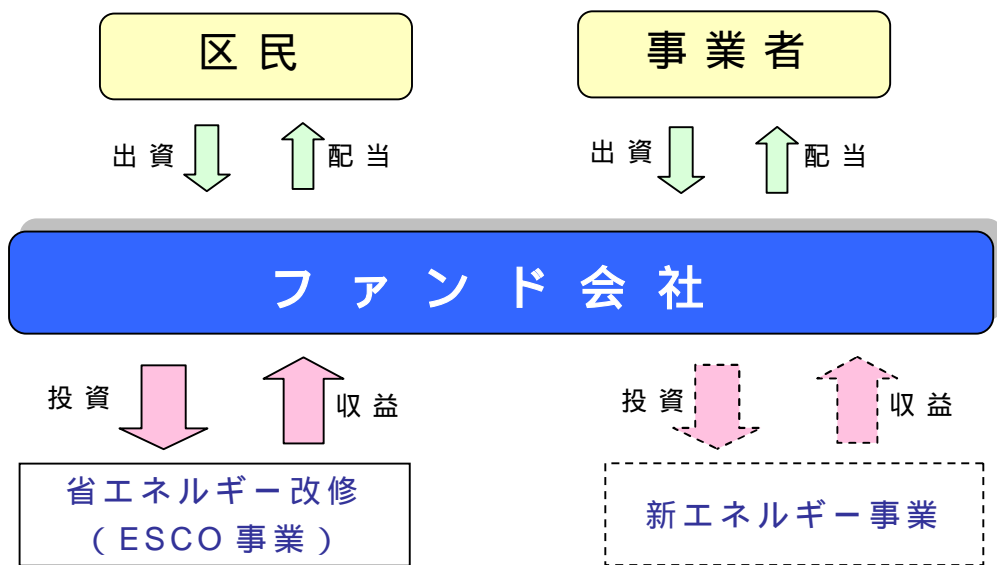 区民
事業者
出資
配当
出資
配当
ファンド会社
投資
収益
投資
収益
省エネルギー改修
（ESCO事業）
新エネルギー事業